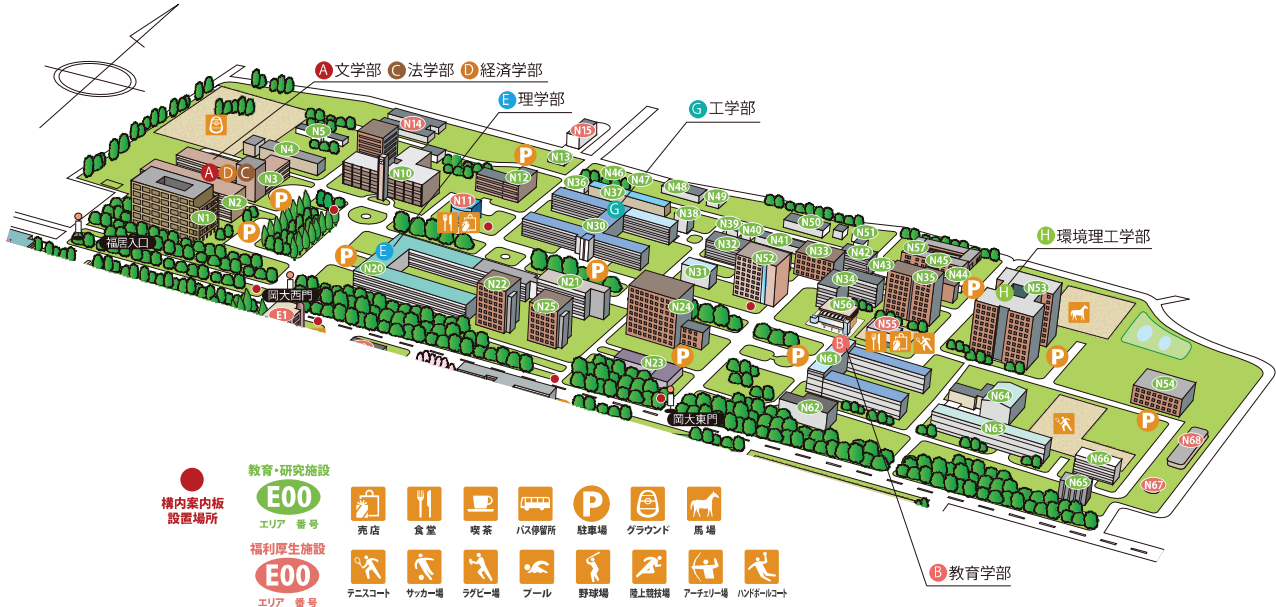 A 文学部 C 法学部 D 経済学部
E 理学部
G 工学部
H 環境理工学部
N5
N14
N15
N4
N13
P
N10
N3
A D C
N12
N46
N47
N36
N37
N48
N49
N11
P
N2
N1
G
N38
N30
N50
N51
N39
N40
N41
N32
N33
N42
N57
N45
P
福居入口
E
P
N20
N52
N43
N44
N31
P
N21
N22
N34
N35
P
N53
H
岡大西門
E1
N25
N24
N56
N55
B
P
N23
P
N61
P
N54
N62
N64
P
岡大東門
N63
N68
N66
N65
N67
構内案内板
設置場所
教育・研究施設
E00
エリア 番号
福利厚生施設
E00
エリア 番号
売店 食堂 喫茶 バス停留所 P 駐車場 グラウンド 馬場
テニスコート サッカー場 ラグビー場 プール 野球場 陸上競技場 アーチェリー場 ハンドボールコート
B 教育学部